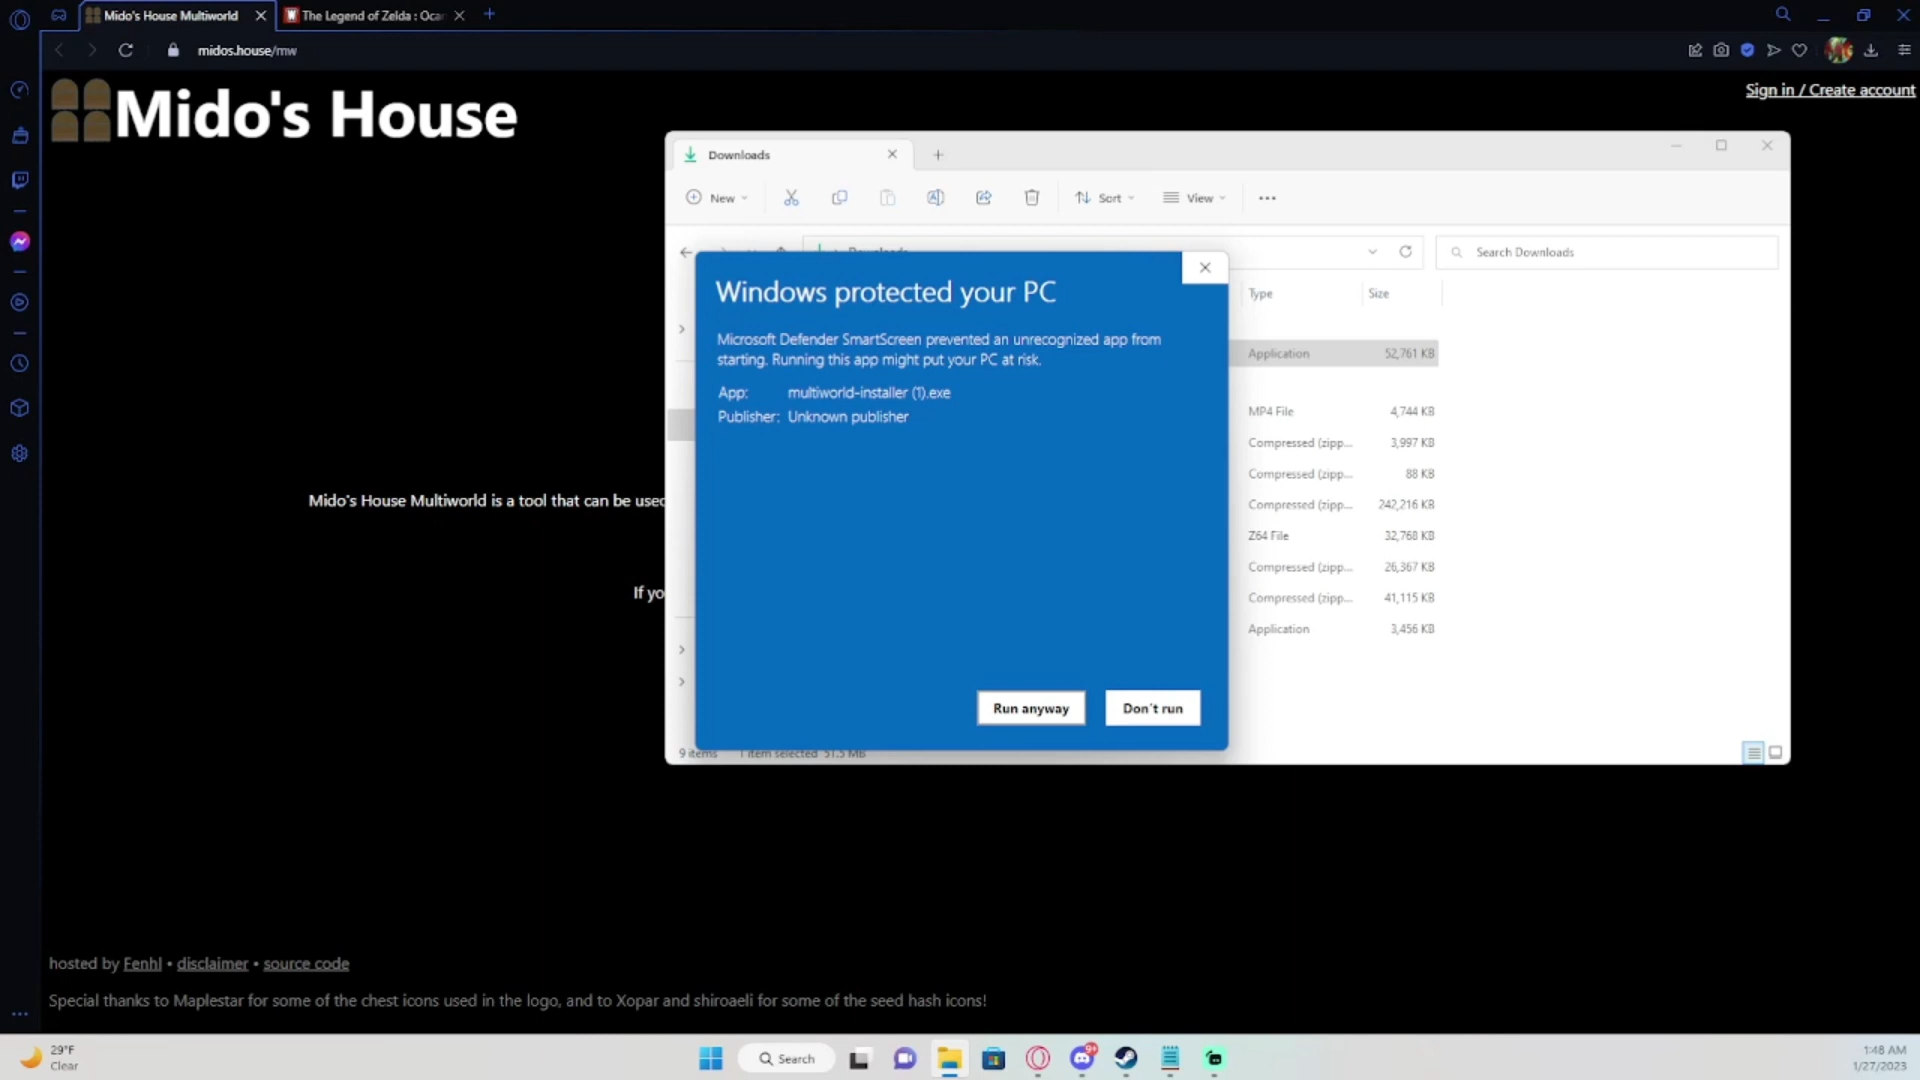 Mido's House Multiworld
The Legend of Zelda : Oca
midos.house/mw
Mido's House
Sign in / Create account
Downloads
New
Sort
View
Downloads
Search Downloads
Type
Size
Windows protected your PC
Microsoft Defender SmartScreen prevented an unrecognized app from
starting. Running this app might put your PC at risk.
App: multiworld-installer (1).exe
Publisher: Unknown publisher
Application 52,761 KB
MP4 File 4,744 KB
Compressed (zipp... 3,997 KB
Compressed (zipp... 88 KB
Compressed (zipp... 242,216 KB
Z64 File 32,768 KB
Compressed (zipp... 26,367 KB
Compressed (zipp... 41,115 KB
Application 3,456 KB
Mido's House Multiworld is a tool that can be used
If yo
Run anyway
Don't run
9 items 1 item selected 51.5 MB
hosted by Fenhl • disclaimer • source code
Special thanks to Maplestar for some of the chest icons used in the logo, and to Xopar and shiroaeli for some of the seed hash icons!
29°F
Clear
Search
9+
1:48 AM
1/27/2023